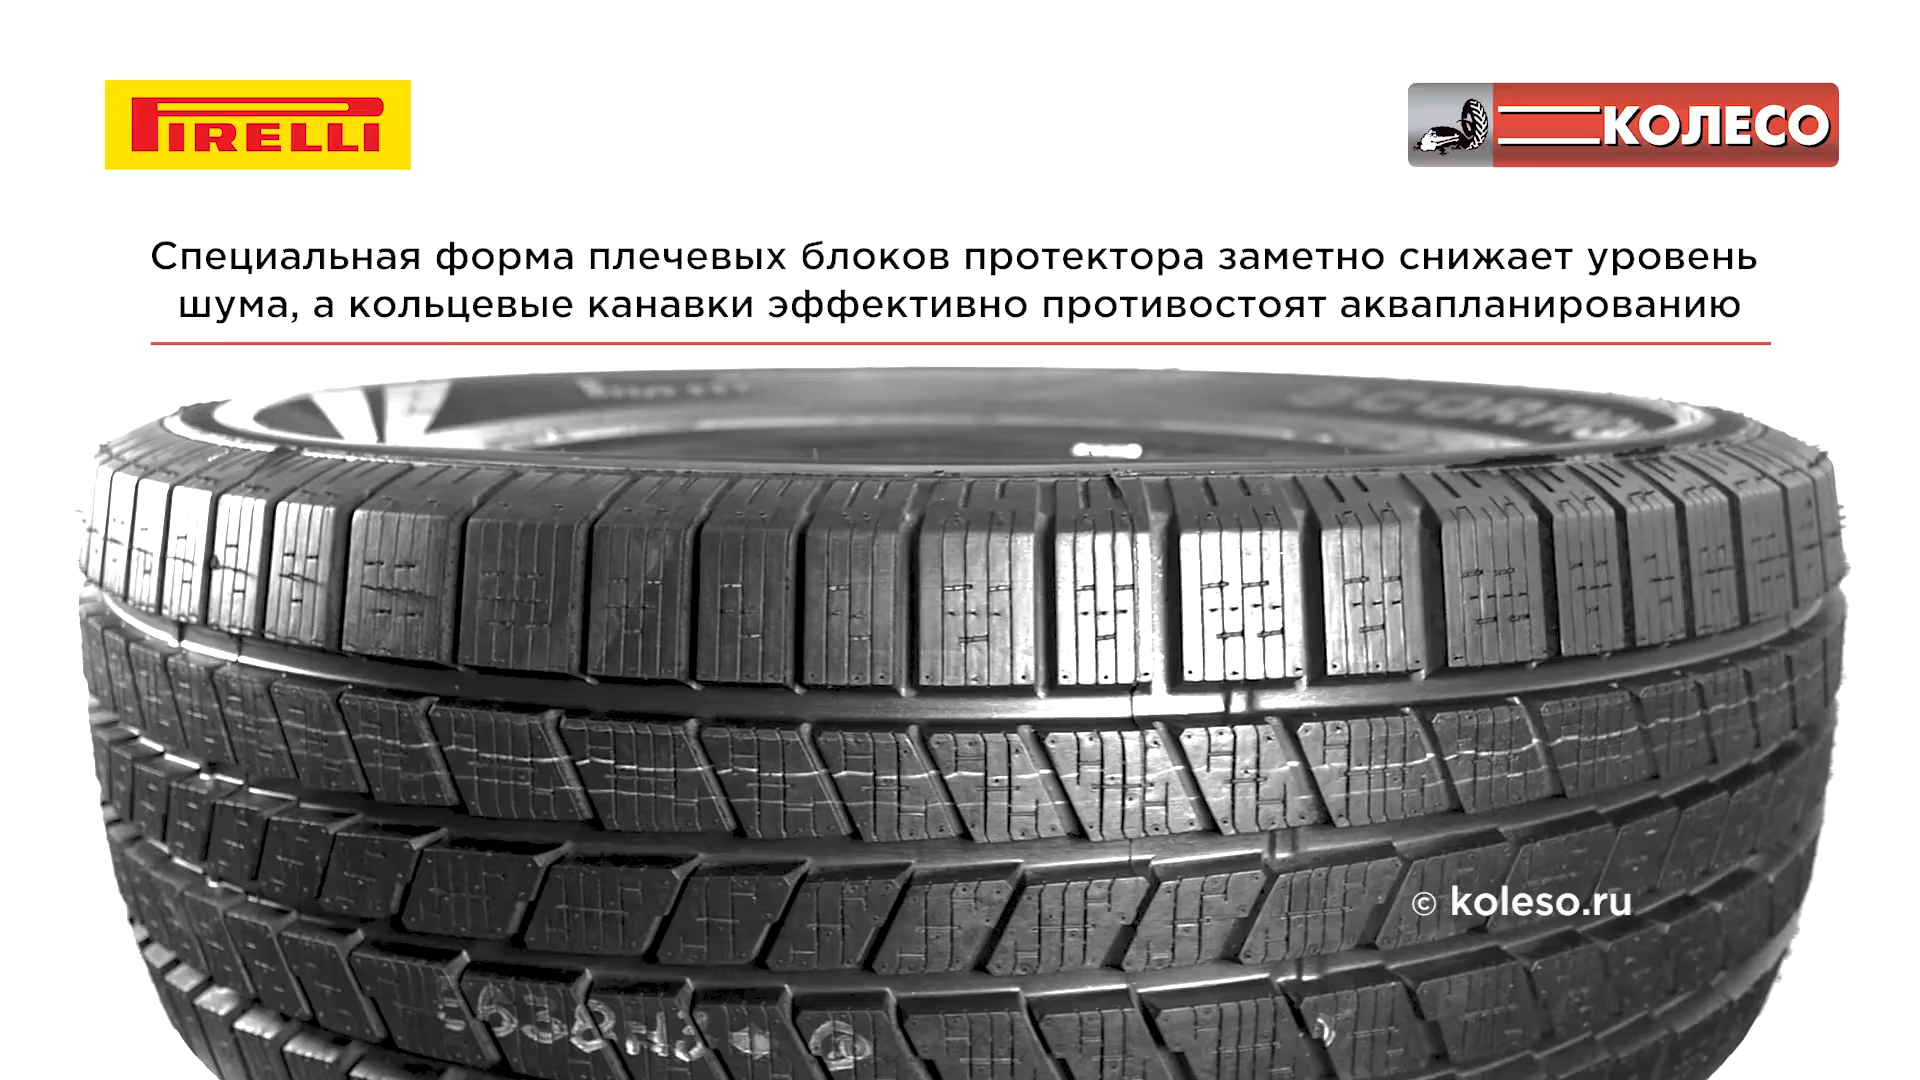 PIRELLI
КОЛЕСО
Специальная форма плечевых блоков протектора заметно снижает уровень
шума, а кольцевые канавки эффективно противостоят аквапланированию
© koleso.ru